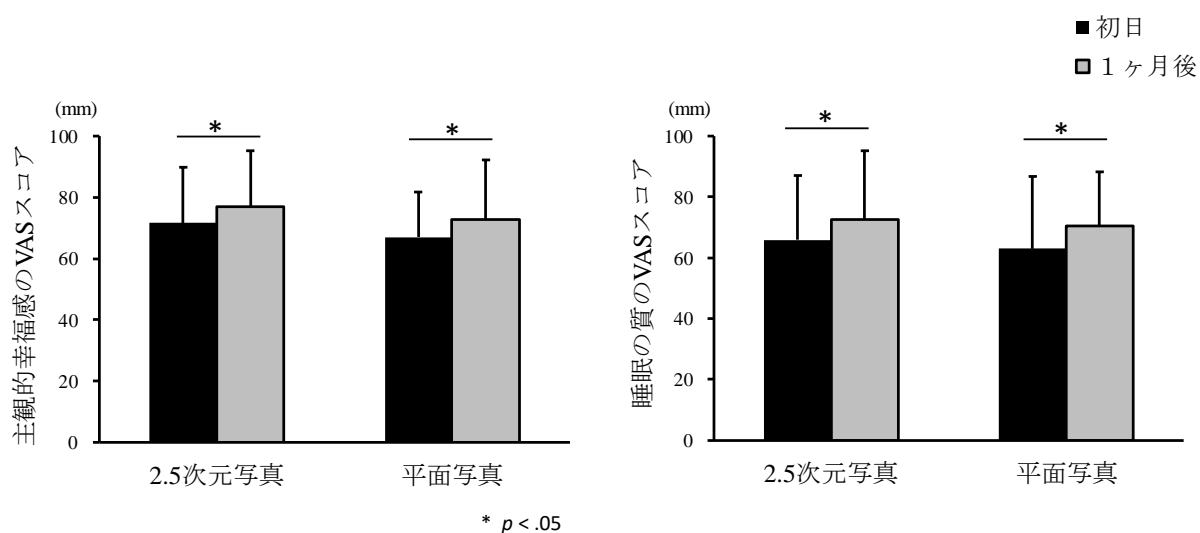 初日
１ヶ月後
(mm)
主観的幸福感のVASスコア
100
80
60
40
20
0
*
*
2.5次元写真
平面写真
* p < .05
(mm)
睡眠の質のVASスコア
100
80
60
40
20
0
*
*
2.5次元写真
平面写真